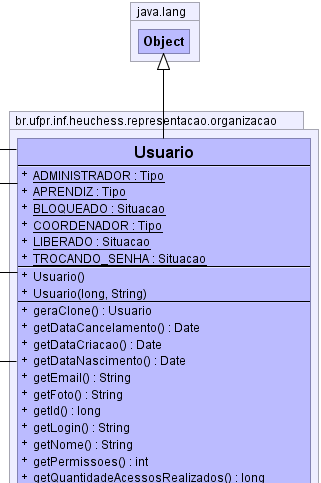 java.lang
Object
br.ufpr.inf.heuchess.representacao.organizacao
Usuario
+ ADMINISTRADOR : Tipo
+ APRENDIZ : Tipo
+ BLOQUEADO : Situacao
+ COORDENADOR : Tipo
+ LIBERADO : Situacao
+ TROCANDO_SENHA : Situacao
+ Usuario()
+ Usuario(long, String)
+ geraClone() : Usuario
+ getDataCancelamento() : Date
+ getDataCriacao() : Date
+ getDataNascimento() : Date
+ getEmail() : String
+ getFoto() : String
+ getId() : long
+ getLogin() : String
+ getNome() : String
+ getPermissoes() : int
+ getQuantidadeAcessosRealizados() : long